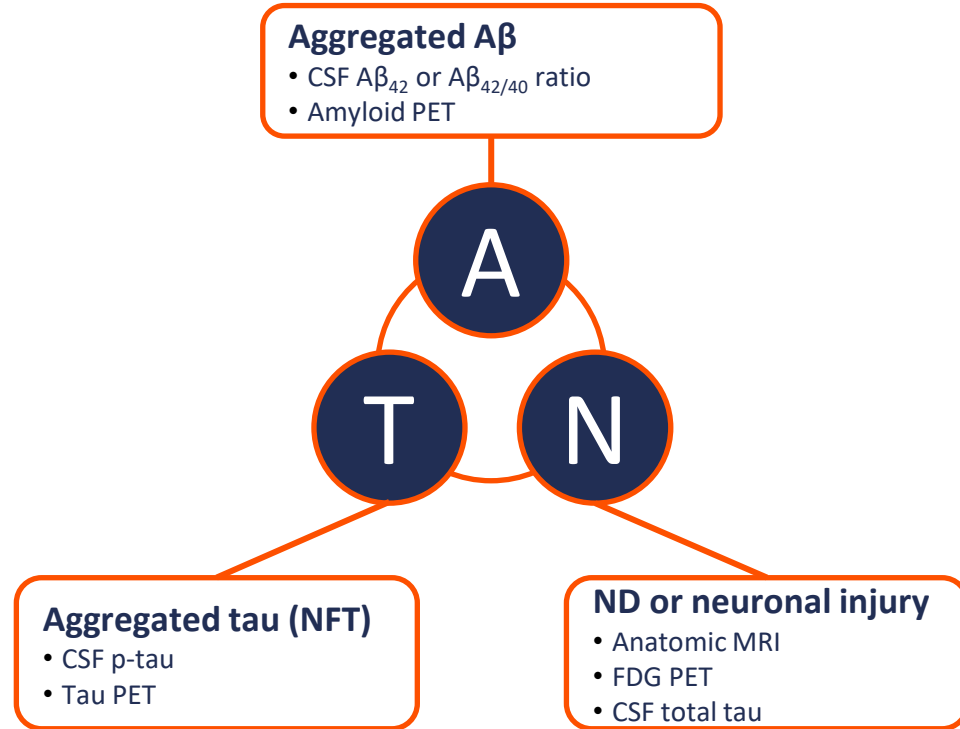 Aggregated Aβ
• CSF Aβ₄₂ or Aβ₄₂/₄₀ ratio
• Amyloid PET
A
T N
Aggregated tau (NFT)
• CSF p-tau
• Tau PET
ND or neuronal injury
• Anatomic MRI
• FDG PET
• CSF total tau